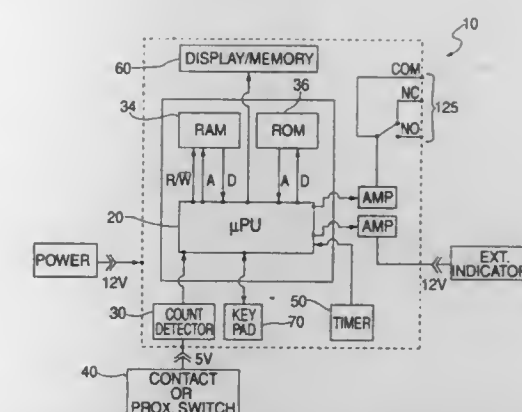 10
60
DISPLAY/MEMORY
COM
NC
NO
125
34
36
RAM
ROM
R/W̅
A
D
A
D
20
μPU
AMP
AMP
POWER
12V
12V
EXT.
INDICATOR
30
COUNT
DETECTOR
KEY
PAD
70
50
TIMER
5V
40
CONTACT
OR
PROX. SWITCH